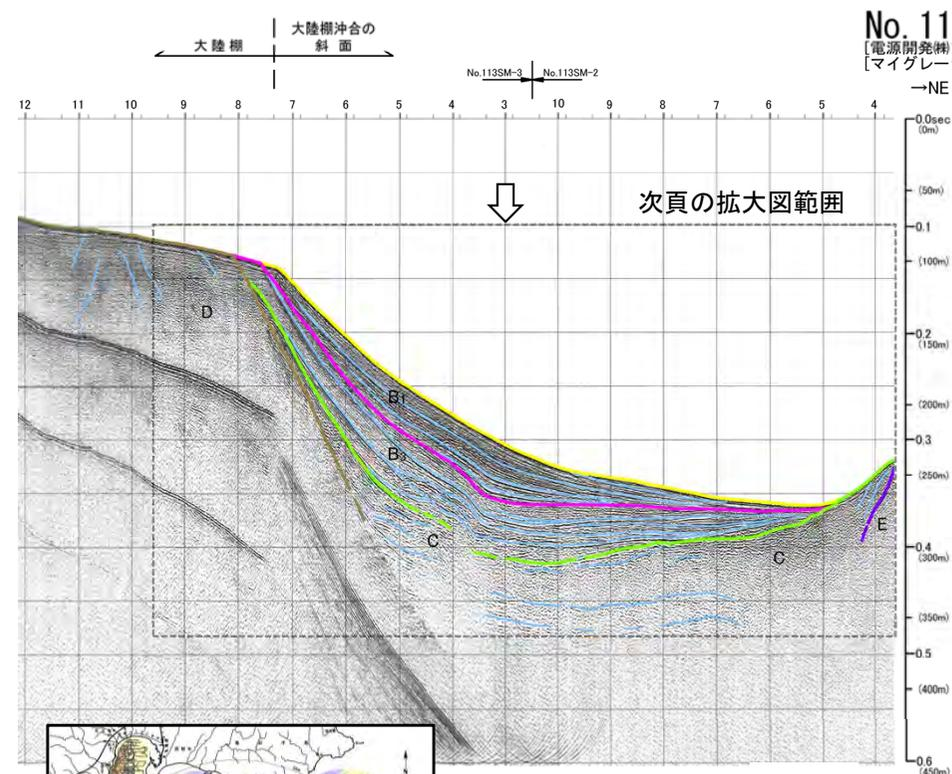 No. 11
[電源開発㈱
[マイグレー
→NE
大陸棚
大陸棚沖合の
斜面
No.113SM-3
No.113SM-2
12 11 10 9 8 7 6 5 4 3 10 9 8 7 6 5 4
0.0sec
(0m)
(50m)
次頁の拡大図範囲
0.1
(100m)
D
0.2
(150m)
B1
(200m)
0.3
B2
(250m)
E
0.4
C
C
(300m)
(350m)
0.5
(400m)
0.6
(450m)